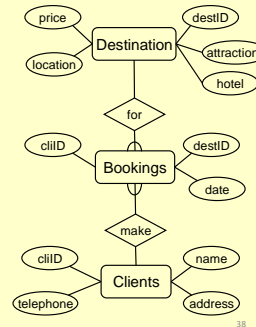 price
destID
Destination
attraction
location
hotel
for
cliID
destID
Bookings
date
make
cliID
name
Clients
telephone
address
38